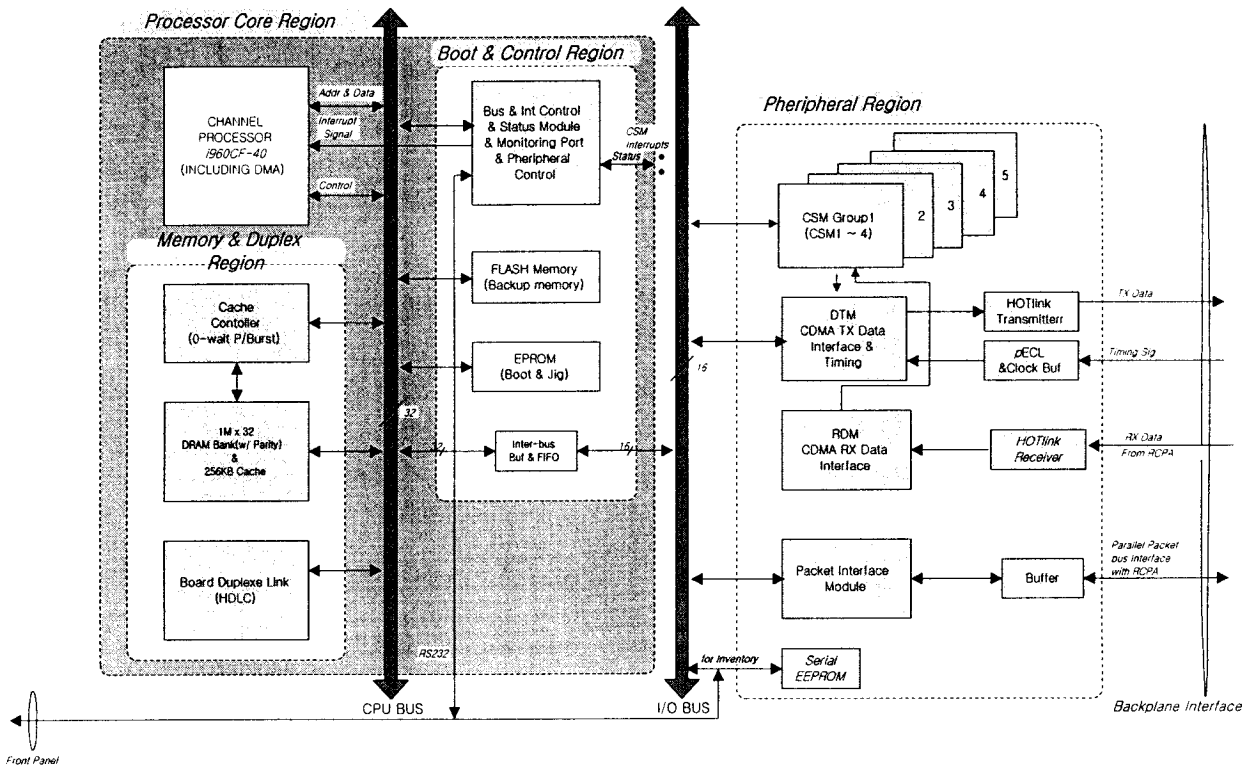 Processor Core Region
Boot & Control Region
CHANNEL
PROCESSOR
i960CF-40
(INCLUDING DMA)
Addr & Data
Interrupt
Signal
Control
Bus & Int Control
& Status Module
& Monitoring Port
& Pheripheral
Control
CSM
Interrupts
Status
Memory & Duplex
Region
Cache
Contoller
(0-wait P/Burst)
1M x 32
DRAM Bank(w/ Parity)
&
256KB Cache
Board Duplexe Link
(HDLC)
FLASH Memory
(Backup memory)
EPROM
(Boot & Jig)
32
32
Inter-bus
Buf & FIFO
16
16
RS232
CPU BUS
I/O BUS
Front Panel
Pheripheral Region
CSM Group1
(CSM1 ~ 4)
2
3
4
5
DTM
CDMA TX Data
Interface &
Timing
HOTlink
Transmitterr
TX Data
pECL
&Clock Buf
Timing Sig
RDM
CDMA RX Data
Interface
HOTlink
Receiver
RX Data
From RCPA
Packet Interface
Module
Buffer
Parallel Packet
bus Interface
with RCPA
for Inventory
Serial
EEPROM
Backplane Interface